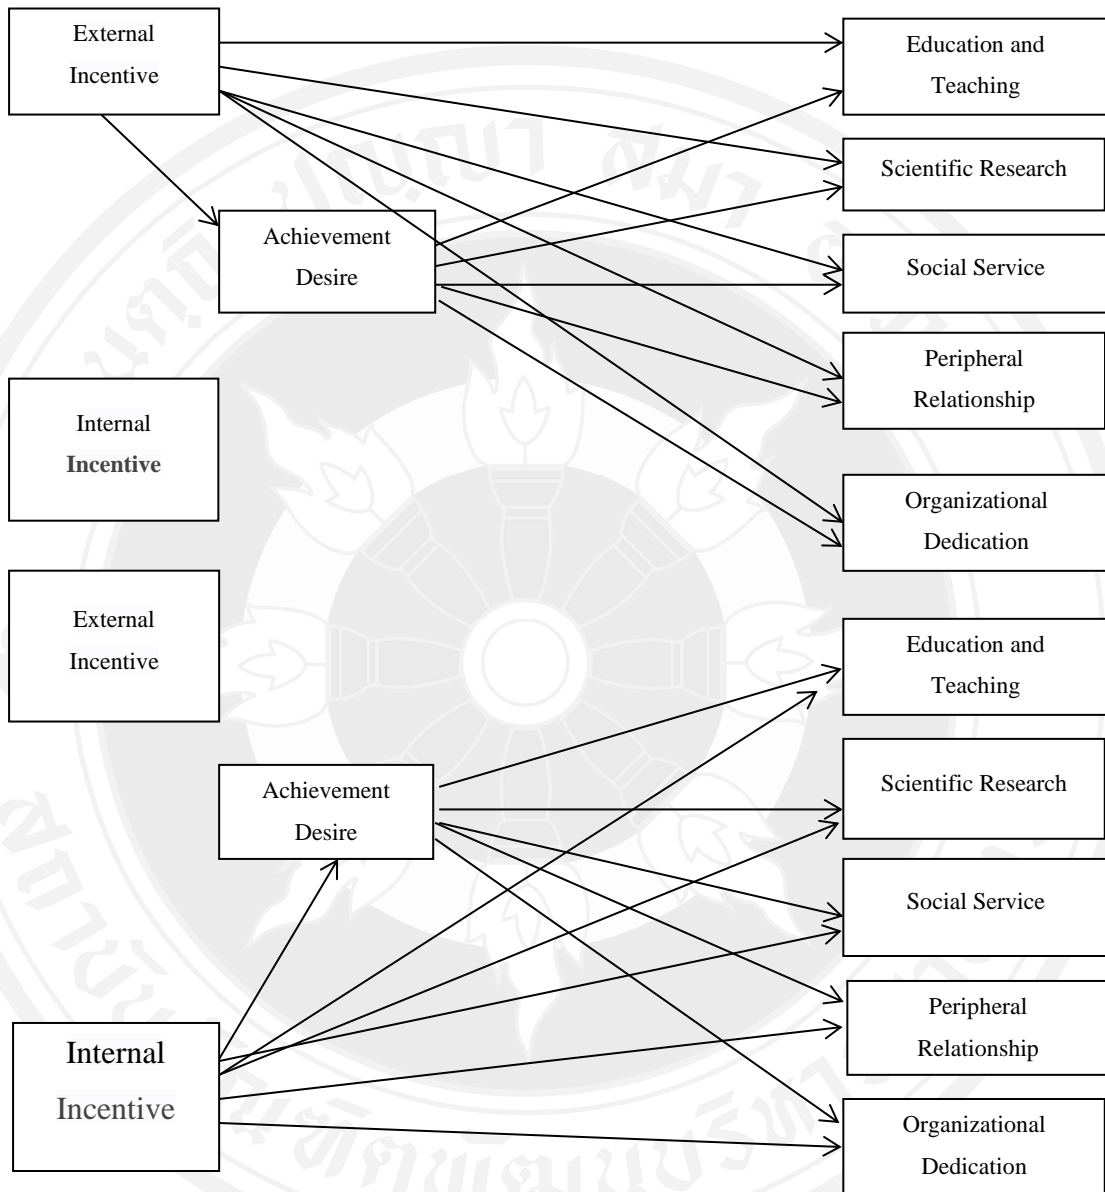 External
Incentive
Education and
Teaching
Scientific Research
Achievement
Desire
Social Service
Peripheral
Relationship
Internal
Incentive
Organizational
Dedication
External
Incentive
Education and
Teaching
Achievement
Desire
Scientific Research
Social Service
Internal
Incentive
Peripheral
Relationship
Organizational
Dedication